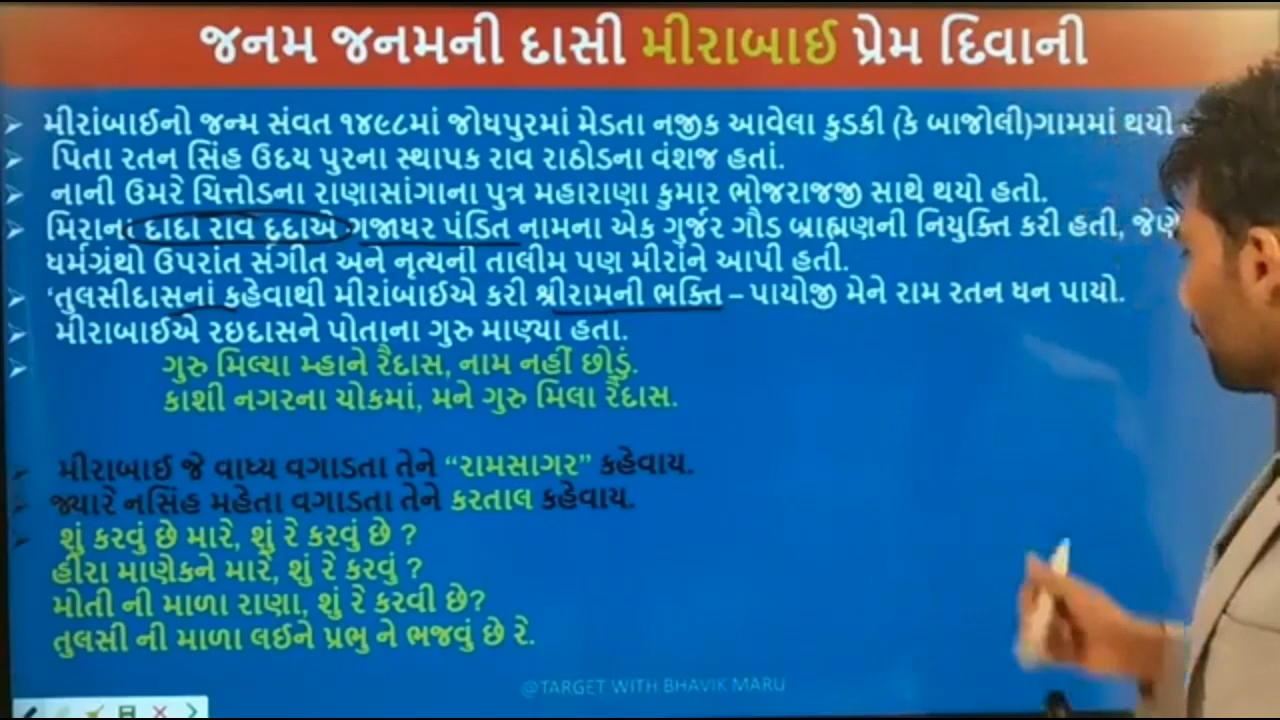 જનમ જનમની દાસી મીરાબાઈ પ્રેમ દિવાની
મીરાંબાઈનો જન્મ સંવત ૧૪૯૮માં જોધપુરમાં મેડતા નજીક આવેલા કુડકી (કે બાજોલી)ગામમાં થયો
પિતા રતન સિંહ ઉદય પુરના સ્થાપક રાવ રાઠોડના વંશજ હતાં.
નાની ઉમરે ચિત્તોડના રાણાસાંગાના પુત્ર મહારાણા કુમાર ભોજરાજજી સાથે થયો હતો.
મિરાના દાદા રાવ દૂદાએ ગજાધર પંડિત નામના એક ગુર્જર ગૌડ બ્રાહ્મણની નિયુક્તિ કરી હતી, જેણે
ધર્મગ્રંથો ઉપરાંત સંગીત અને નૃત્યની તાલીમ પણ મીરાંને આપી હતી.
‘તુલસીદાસનાં કહેવાથી મીરાંબાઈએ કરી શ્રીરામની ભક્તિ – પાયોજી મેને રામ રતન ધન પાયો.
મીરાબાઈએ રઇદાસને પોતાના ગુરુ માણ્યા હતા.
ગુરુ મિલ્યા મ્હાને રૈદાસ, નામ નહીં છોડું.
કાશી નગરના ચોકમાં, મને ગુરુ મિલા રૈદાસ.
મીરાબાઈ જે વાધ્ય વગાડતા તેને “રામસાગર” કહેવાય.
જ્યારે નસિંહ મહેતા વગાડતા તેને કરતાલ કહેવાય.
શું કરવું છે મારે, શું રે કરવું છે ?
હીરા માણેકને મારે, શું રે કરવું ?
મોતી ની માળા રાણા, શું રે કરવી છે?
તુલસી ની માળા લઈને પ્રભુ ને ભજવું છે રે.
@TARGET WITH BHAVIK MARU